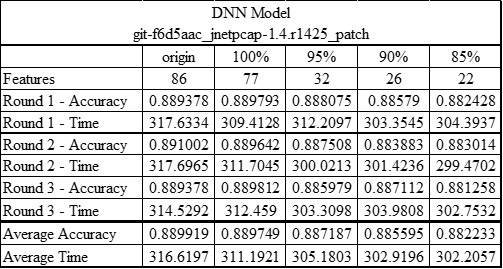 DNN Model
git-f6d5aac_jnetpcap-1.4.r1425_patch
origin 100% 95% 90% 85%
Features 86 77 32 26 22
Round 1 - Accuracy 0.889378 0.889793 0.888075 0.88579 0.882428
Round 1 - Time 317.6334 309.4128 312.2097 303.3545 304.3937
Round 2 - Accuracy 0.891002 0.889642 0.887508 0.883883 0.883014
Round 2 - Time 317.6965 311.7045 300.0213 301.4236 299.4702
Round 3 - Accuracy 0.889378 0.889812 0.885979 0.887112 0.881258
Round 3 - Time 314.5292 312.459 303.3098 303.9808 302.7532
Average Accuracy 0.889919 0.889749 0.887187 0.885595 0.882233
Average Time 316.6197 311.1921 305.1803 302.9196 302.2057